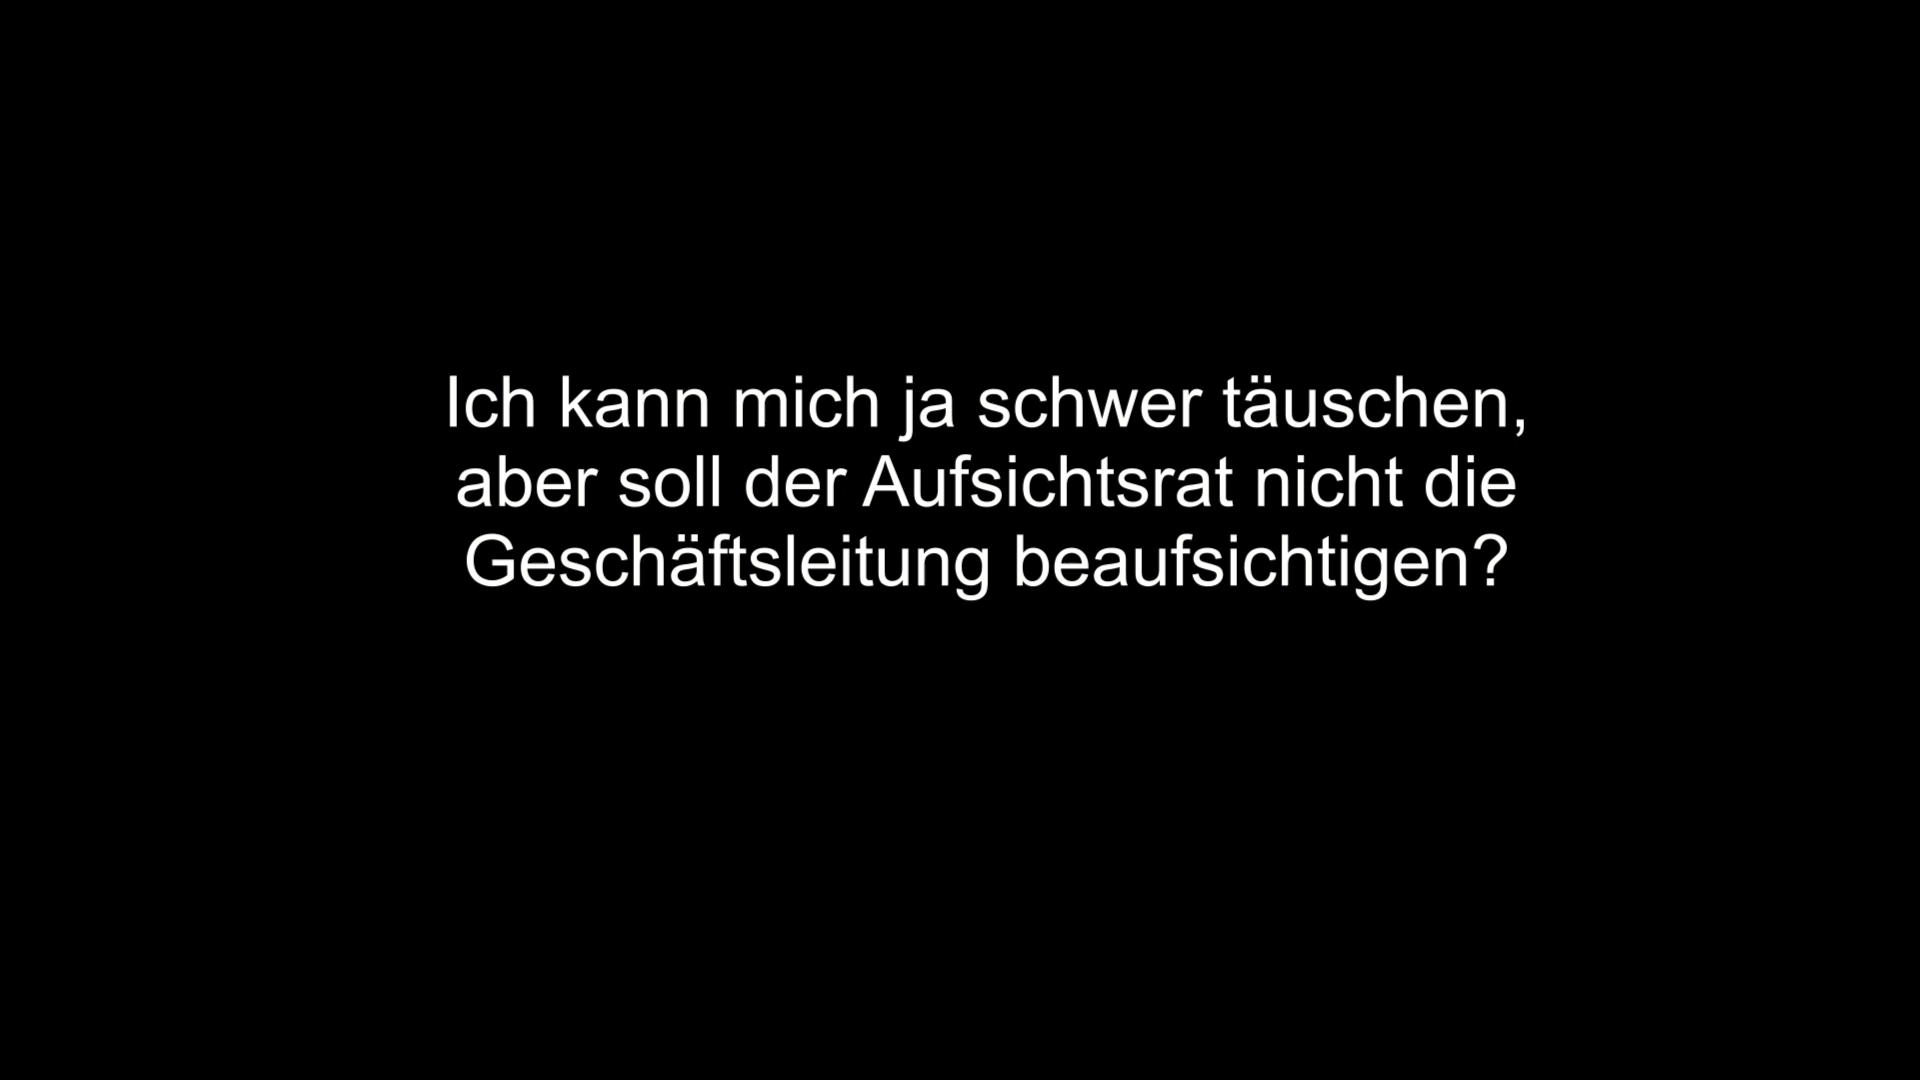 Ich kann mich ja schwer täuschen,
aber soll der Aufsichtsrat nicht die
Geschäftsleitung beaufsichtigen?